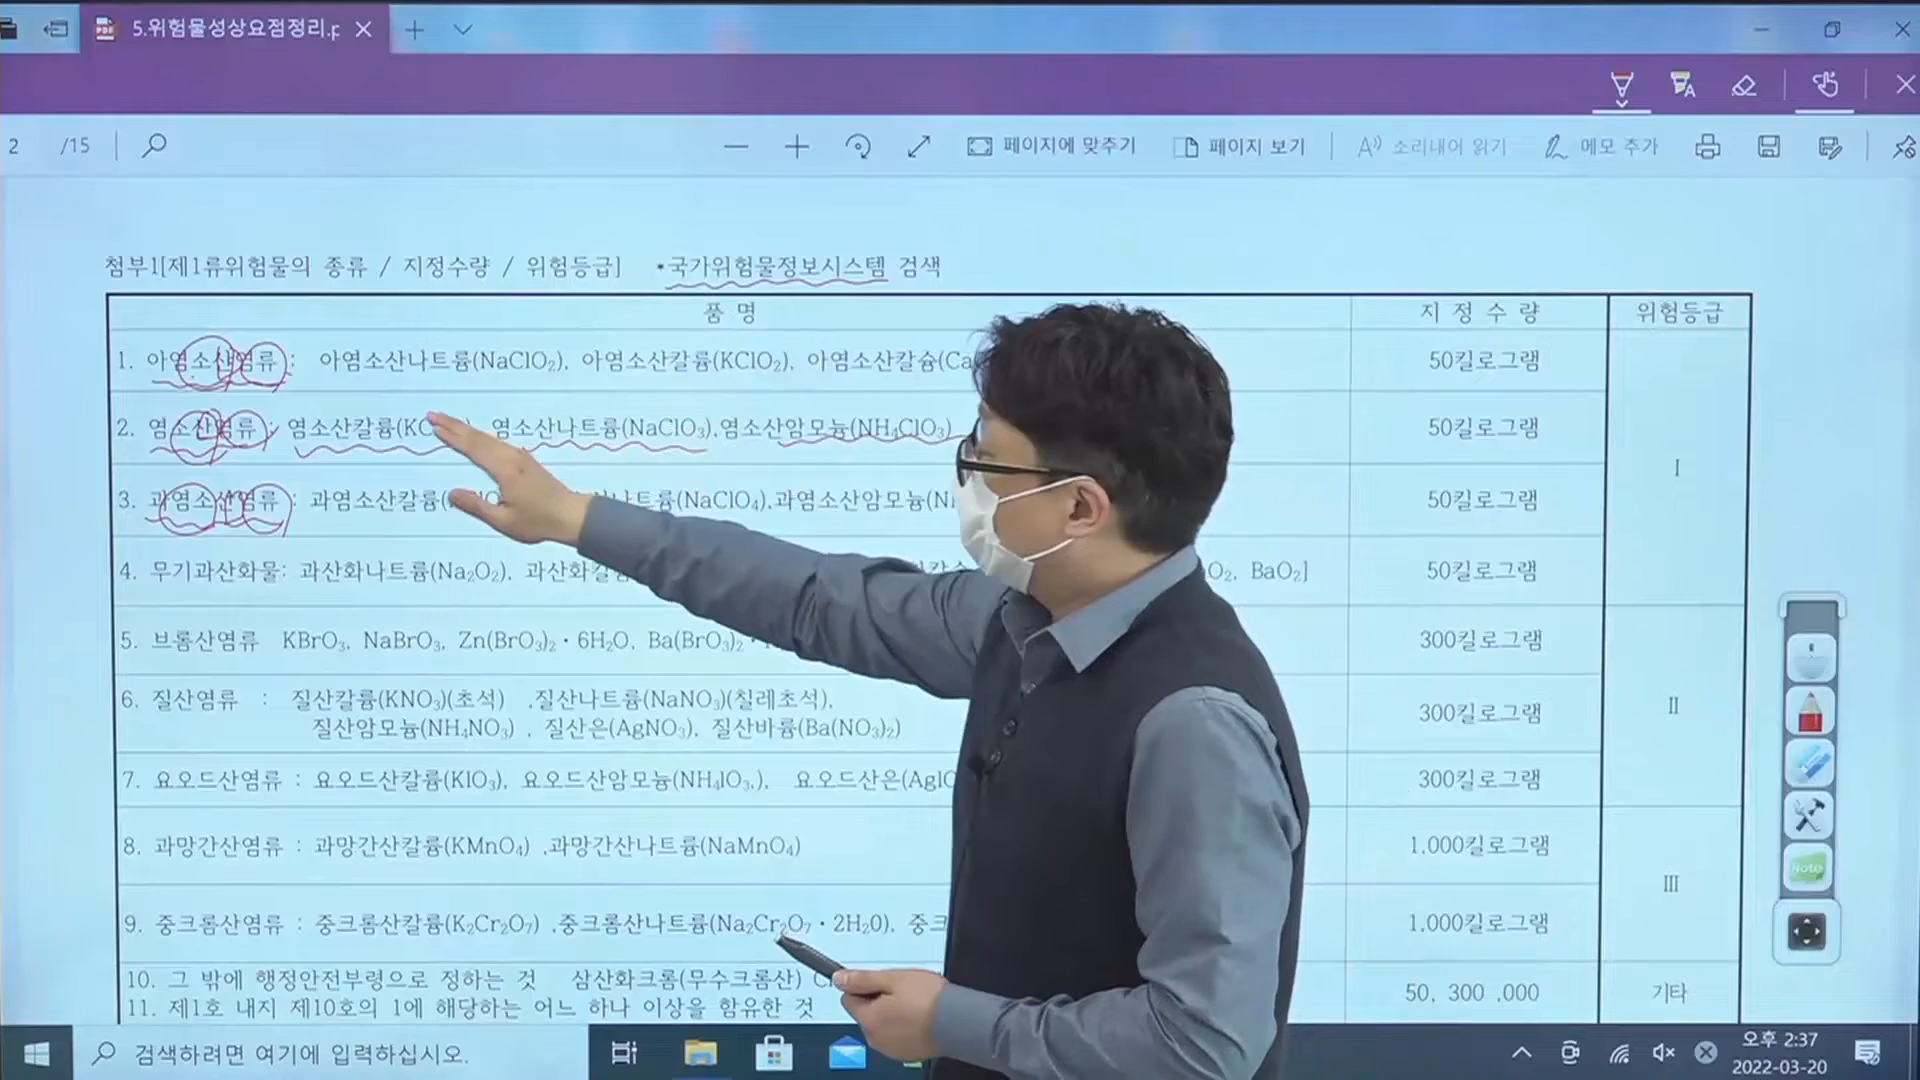 5.위험물성상요점정리.p
2 /15
페이지에 맞추기
페이지 보기
A 소리내어 읽기
메모 추가
첨부1[제1류위험물의 종류 / 지정수량 / 위험등급] *국가위험물정보시스템 검색
품 명 지 정 수 량 위험등급
1. 아염소산염류 : 아염소산나트륨(NaClO₂), 아염소산칼륨(KClO₂), 아염소산칼슘(Ca 50킬로그램
2. 염소산염류 : 염소산칼륨(KC 염소산나트륨(NaClO₃),염소산암모늄(NH₄ClO₃) 50킬로그램
I
3. 과염소산염류 : 과염소산칼륨( 나트륨(NaClO₄),과염소산암모늄(N 50킬로그램
4. 무기과산화물: 과산화나트륨(Na₂O₂), 과산화칼 O₂, BaO₂] 50킬로그램
5. 브롬산염류 KBrO₃, NaBrO₃, Zn(BrO₃)₂・6H₂O, Ba(BrO₃)₂・ 300킬로그램
6. 질산염류 : 질산칼륨(KNO₃)(초석) ,질산나트륨(NaNO₃)(칠레초석),
질산암모늄(NH₄NO₃) , 질산은(AgNO₃), 질산바륨(Ba(NO₃)₂) 300킬로그램 II
7. 요오드산염류 : 요오드산칼륨(KIO₃), 요오드산암모늄(NH₄IO₃,), 요오드산은(AgIO 300킬로그램
8. 과망간산염류 : 과망간산칼륨(KMnO₄) ,과망간산나트륨(NaMnO₄) 1,000킬로그램
III
9. 중크롬산염류 : 중크롬산칼륨(K₂Cr₂O₇) ,중크롬산나트륨(Na₂Cr₂O₇・2H₂0), 중크 1,000킬로그램
10. 그 밖에 행정안전부령으로 정하는 것 삼산화크롬(무수크롬산) C
11. 제1호 내지 제10호의 1에 해당하는 어느 하나 이상을 함유한 것 50, 300 ,000 기타
Note
검색하려면 여기에 입력하십시오.
오후 2:37
2022-03-20